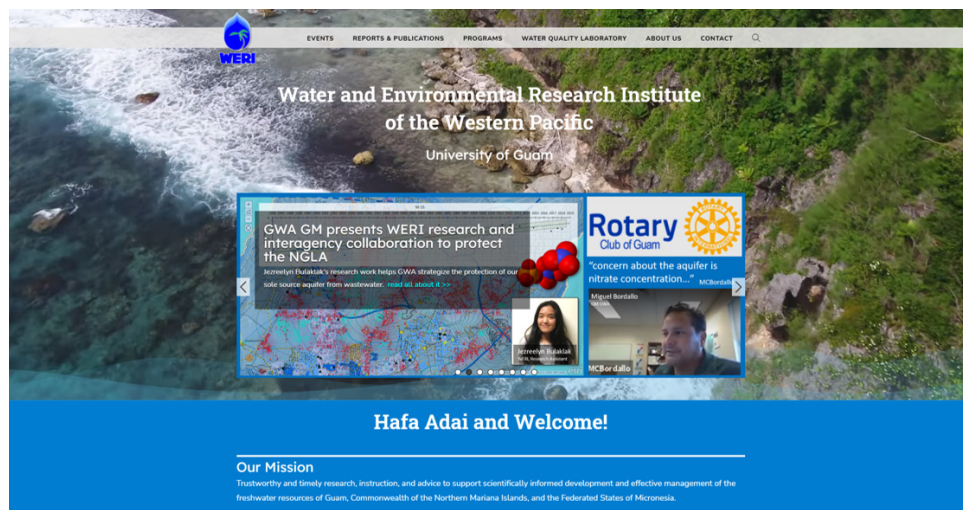 WERI
EVENTS REPORTS & PUBLICATIONS PROGRAMS WATER QUALITY LABORATORY ABOUT US CONTACT
Water and Environmental Research Institute
of the Western Pacific
University of Guam
GWA GM presents WERI research and
interagency collaboration to protect
the NGLA
Jezreelyn Bulaklak's research work helps GWA strategize the protection of our
sole source aquifer from wastewater. read all about it >>
Jezreelyn Bulaklak
WERI, Research Assistant
Rotary
Club of Guam
"concern about the aquifer is
nitrate concentration..." MCBordallo
Miguel Bordallo
GM GWA
MCBordallo
Hafa Adai and Welcome!
Our Mission
Trustworthy and timely research, instruction, and advice to support scientifically informed development and effective management of the
freshwater resources of Guam, Commonwealth of the Northern Mariana Islands, and the Federated States of Micronesia.